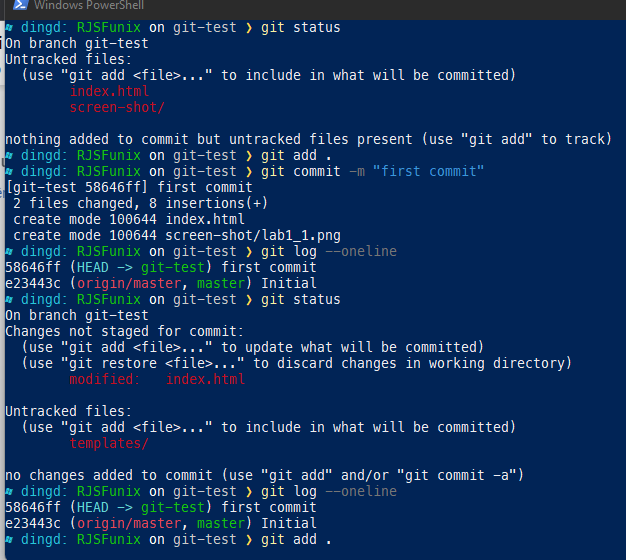 Windows PowerShell
dingd: RJSFunix on git-test ❯ git status
On branch git-test
Untracked files:
  (use "git add <file>..." to include in what will be committed)
        index.html
        screen-shot/
nothing added to commit but untracked files present (use "git add" to track)
dingd: RJSFunix on git-test ❯ git add .
dingd: RJSFunix on git-test ❯ git commit -m "first commit"
[git-test 58646ff] first commit
 2 files changed, 8 insertions(+)
 create mode 100644 index.html
 create mode 100644 screen-shot/lab1_1.png
dingd: RJSFunix on git-test ❯ git log --oneline
58646ff (HEAD -> git-test) first commit
e23443c (origin/master, master) Initial
dingd: RJSFunix on git-test ❯ git status
On branch git-test
Changes not staged for commit:
  (use "git add <file>..." to update what will be committed)
  (use "git restore <file>..." to discard changes in working directory)
        modified:   index.html
Untracked files:
  (use "git add <file>..." to include in what will be committed)
        templates/
no changes added to commit (use "git add" and/or "git commit -a")
dingd: RJSFunix on git-test ❯ git log --oneline
58646ff (HEAD -> git-test) first commit
e23443c (origin/master, master) Initial
dingd: RJSFunix on git-test ❯ git add .